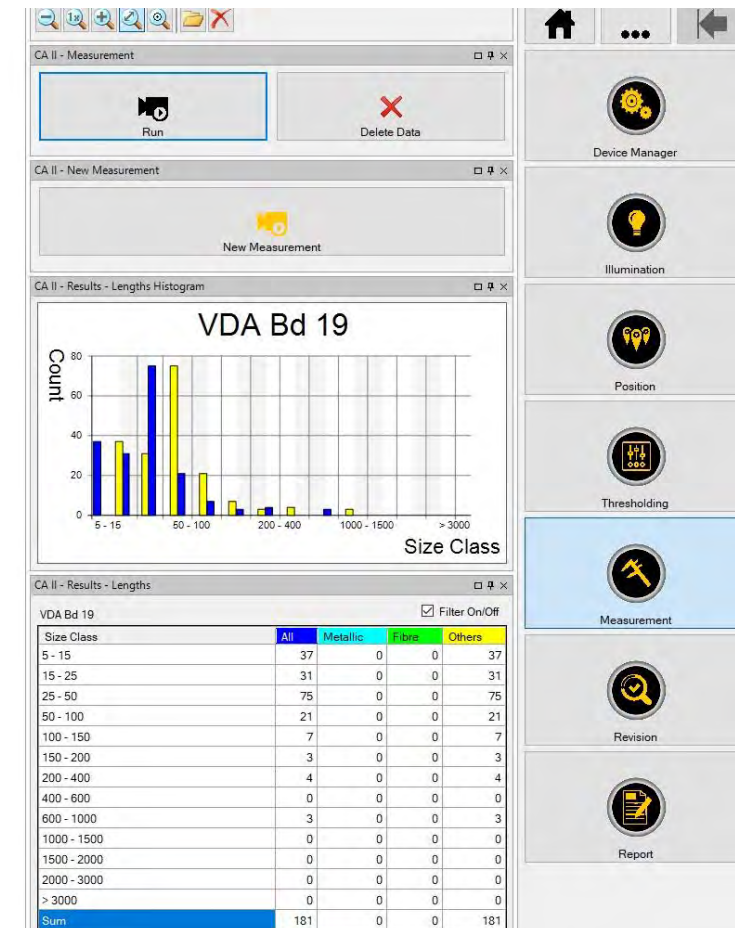 1x
CA II - Measurement
Run
Delete Data
CA II - New Measurement
New Measurement
CA II - Results - Lengths Histogram
VDA Bd 19
Count
80
60
40
20
0
5 - 15
50 - 100
200 - 400
1000 - 1500
> 3000
Size Class
CA II - Results - Lengths
VDA Bd 19 Filter On/Off
Size Class All Metallic Fibre Others
5 - 15 37 0 0 37
15 - 25 31 0 0 31
25 - 50 75 0 0 75
50 - 100 21 0 0 21
100 - 150 7 0 0 7
150 - 200 3 0 0 3
200 - 400 4 0 0 4
400 - 600 0 0 0 0
600 - 1000 3 0 0 3
1000 - 1500 0 0 0 0
1500 - 2000 0 0 0 0
2000 - 3000 0 0 0 0
> 3000 0 0 0 0
Sum 181 0 0 181
Device Manager
Illumination
Position
Thresholding
Measurement
Revision
Report